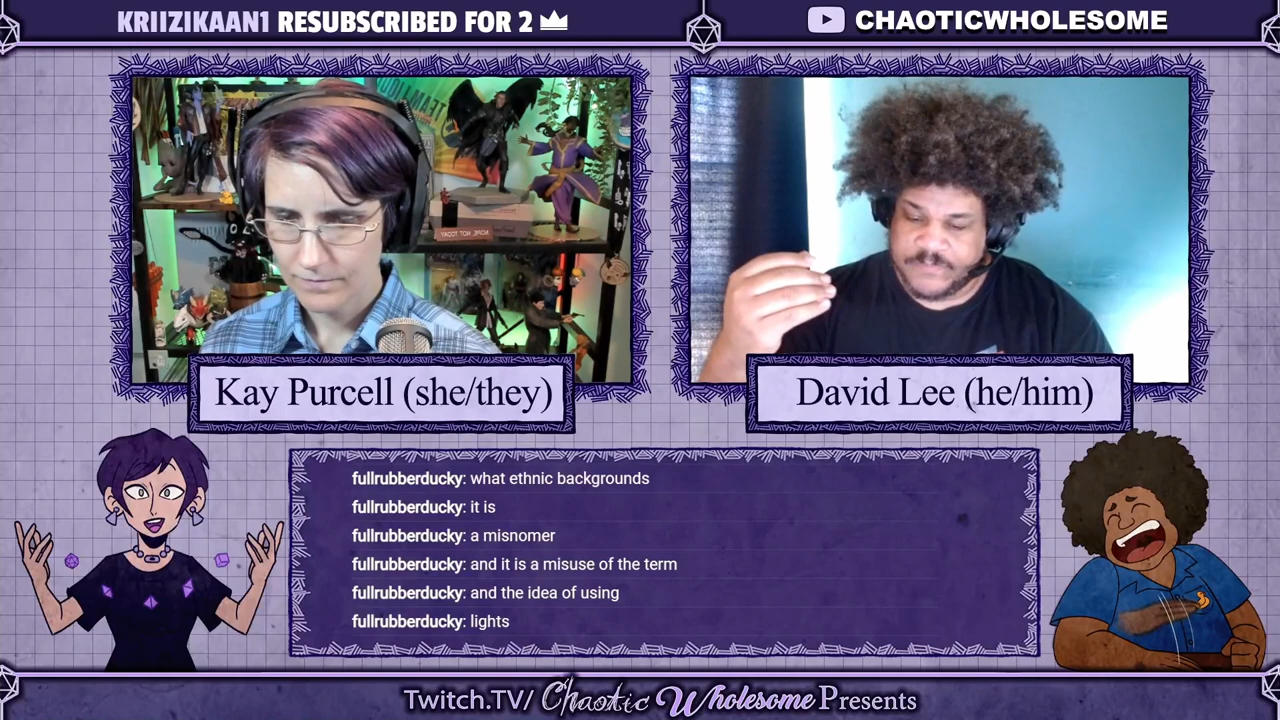 KRIIZIKAAN1 RESUBSCRIBED FOR 2
CHAOTICWHOLESOME
Kay Purcell (she/they)
David Lee (he/him)
fullrubberducky: what ethnic backgrounds
fullrubberducky: it is
fullrubberducky: a misnomer
fullrubberducky: and it is a misuse of the term
fullrubberducky: and the idea of using
fullrubberducky: lights
Twitch.TV/ Chaotic Wholesome Presents